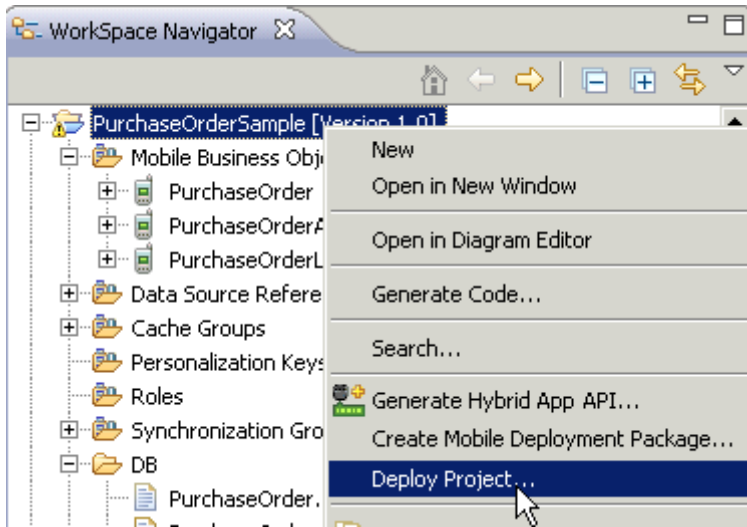 WorkSpace Navigator
PurchaseOrderSample [Version 1.0]
Mobile Business Obj
PurchaseOrder
PurchaseOrderA
PurchaseOrderL
Data Source Refere
Cache Groups
Personalization Keys
Roles
Synchronization Gro
DB
PurchaseOrder.
New
Open in New Window
Open in Diagram Editor
Generate Code...
Search...
Generate Hybrid App API...
Create Mobile Deployment Package...
Deploy Project...